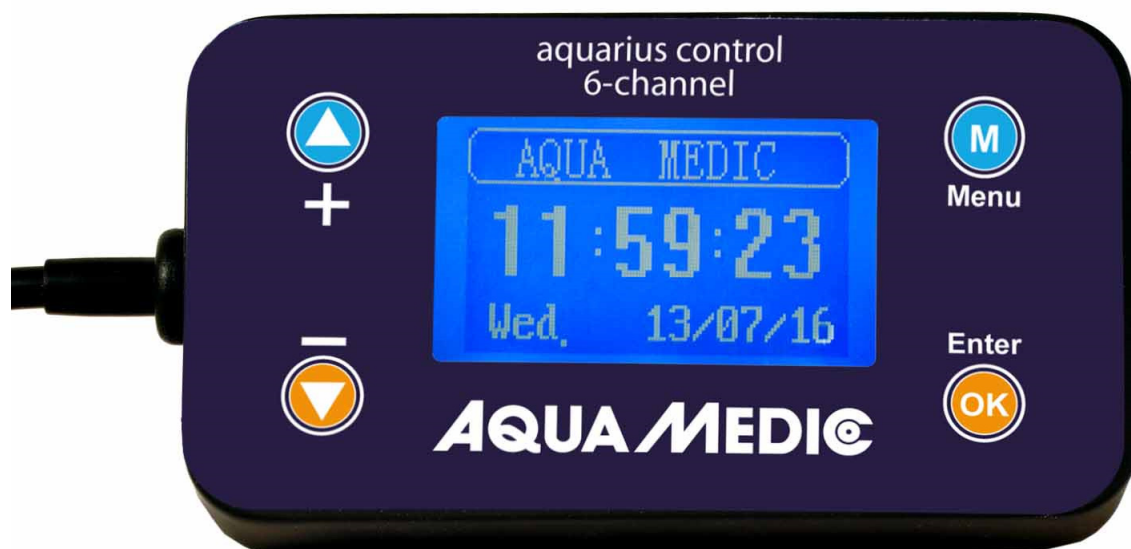 aquarius control
6-channel
+
M
Menu
AQUA MEDIC
11:59:23
Wed. 13/07/16
−
Enter
OK
AQUA MEDIC